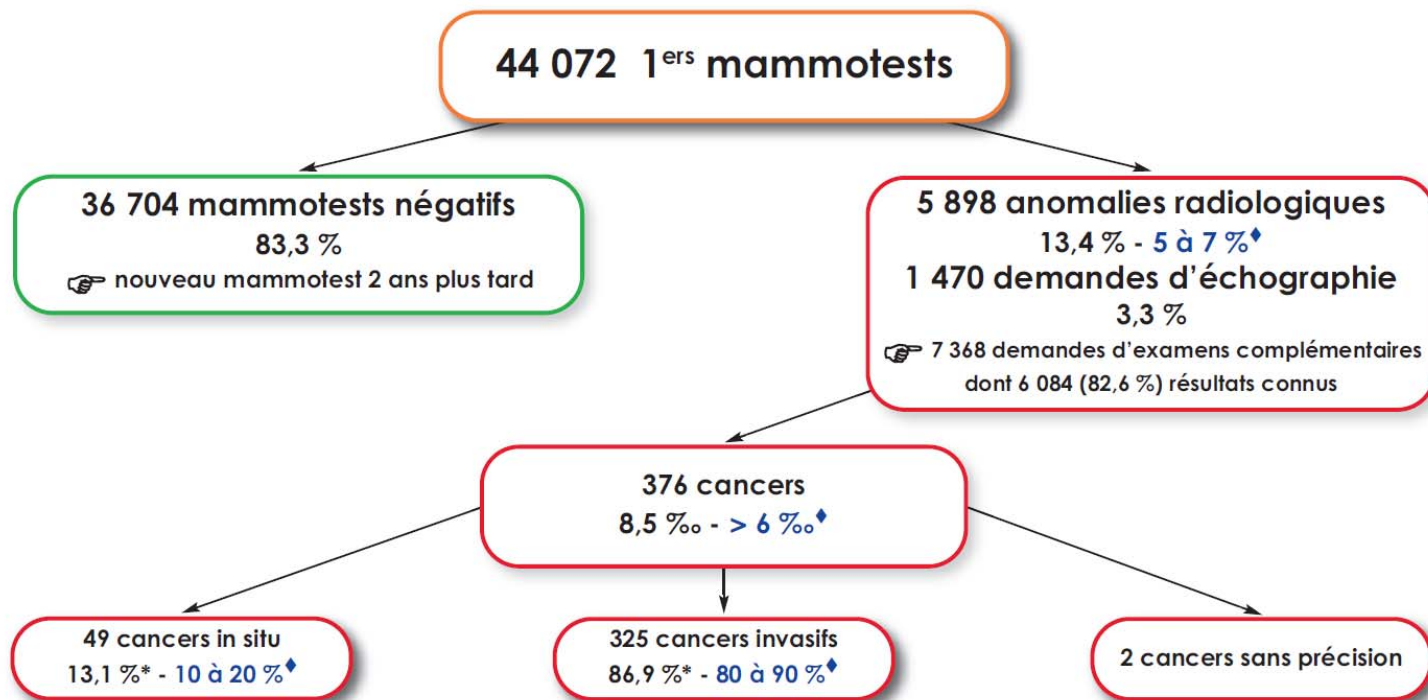 44 072 1ers mammotests
36 704 mammotests négatifs
83,3 %
☞ nouveau mammotest 2 ans plus tard
5 898 anomalies radiologiques
13,4 % - 5 à 7 %♦
1 470 demandes d'échographie
3,3 %
☞ 7 368 demandes d'examens complémentaires
dont 6 084 (82,6 %) résultats connus
376 cancers
8,5 ‰ - > 6 ‰♦
49 cancers in situ
13,1 %* - 10 à 20 %♦
325 cancers invasifs
86,9 %* - 80 à 90 %♦
2 cancers sans précision